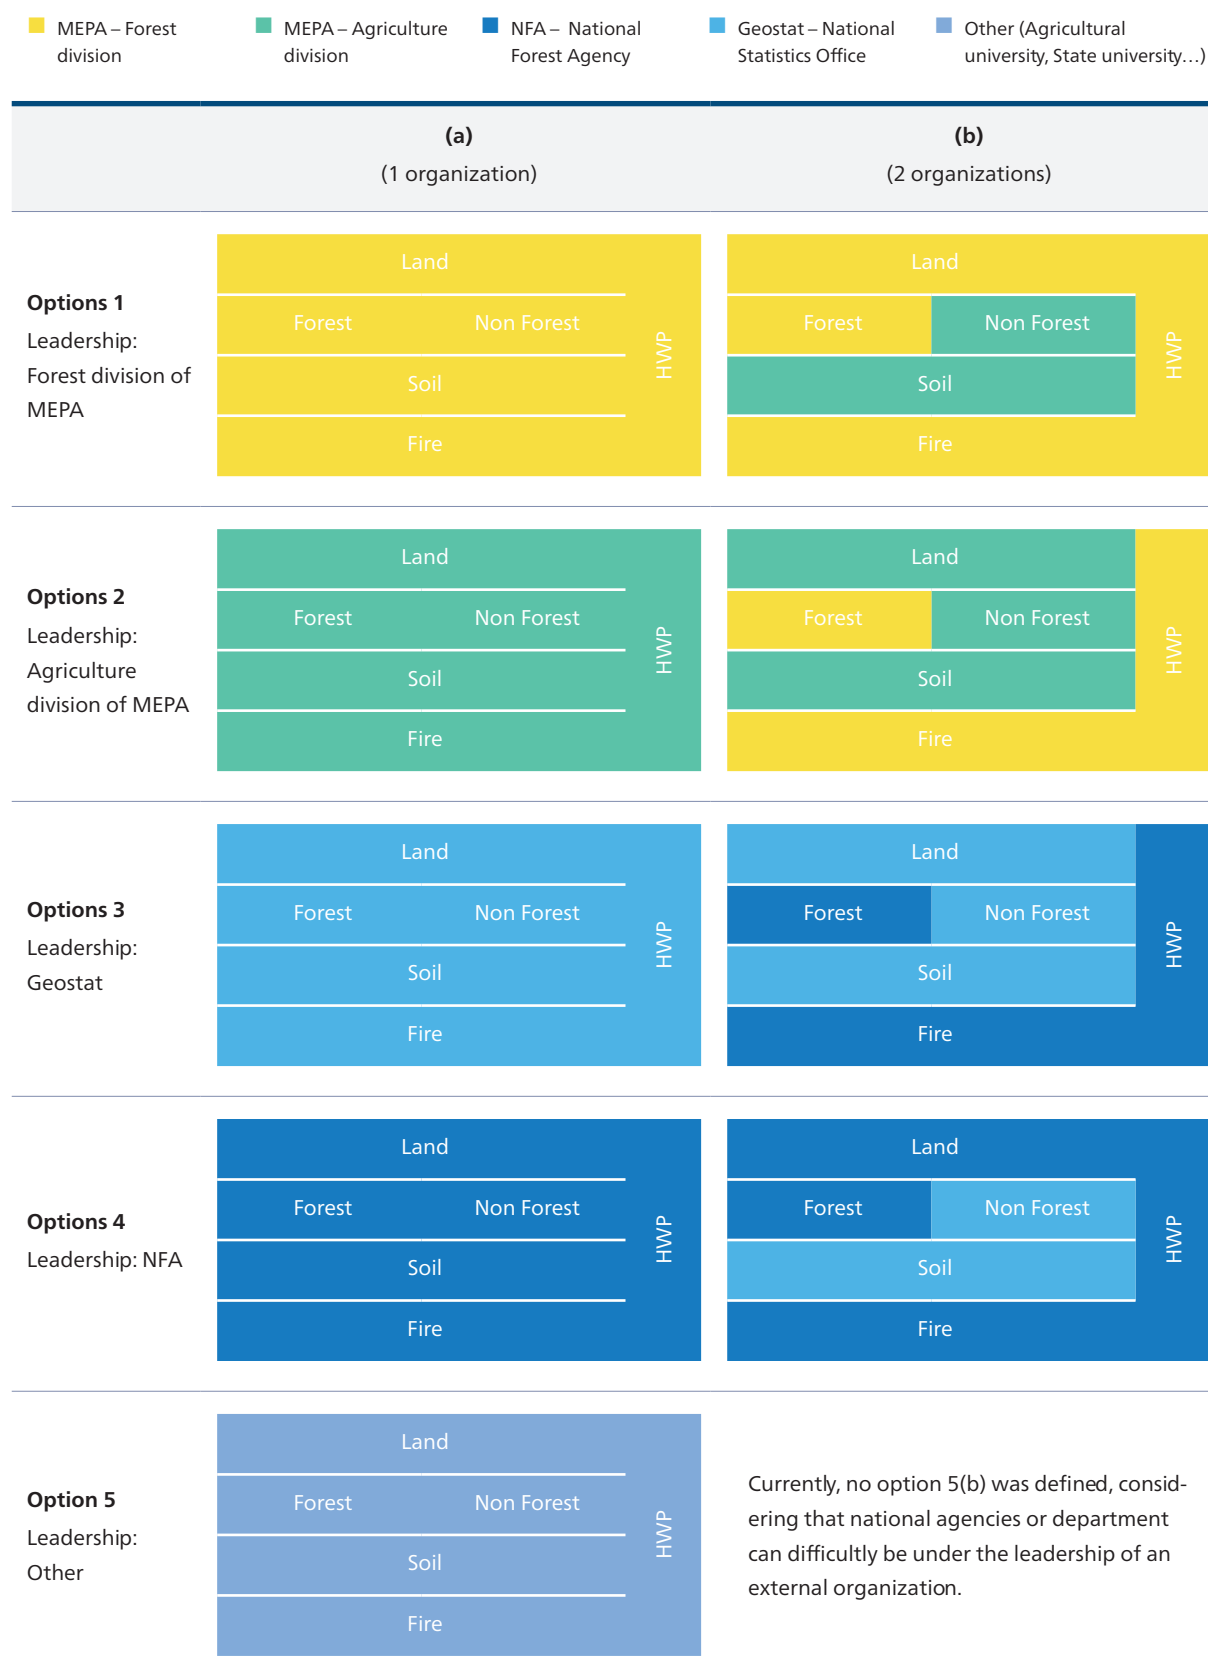 MEPA – Forest
division
MEPA – Agriculture
division
NFA – National
Forest Agency
Geostat – National
Statistics Office
Other (Agricultural
university, State university…)
(a)
(1 organization)
(b)
(2 organizations)
Options 1
Leadership:
Forest division of
MEPA
Land
Forest
Non Forest
Soil
Fire
HWP
Land
Forest
Non Forest
Soil
Fire
HWP
Options 2
Leadership:
Agriculture
division of MEPA
Land
Forest
Non Forest
Soil
Fire
HWP
Land
Forest
Non Forest
Soil
Fire
HWP
Options 3
Leadership:
Geostat
Land
Forest
Non Forest
Soil
Fire
HWP
Land
Forest
Non Forest
Soil
Fire
HWP
Options 4
Leadership: NFA
Land
Forest
Non Forest
Soil
Fire
HWP
Land
Forest
Non Forest
Soil
Fire
HWP
Option 5
Leadership:
Other
Land
Forest
Non Forest
Soil
Fire
HWP
Currently, no option 5(b) was defined, consid-
ering that national agencies or department
can difficultly be under the leadership of an
external organization.